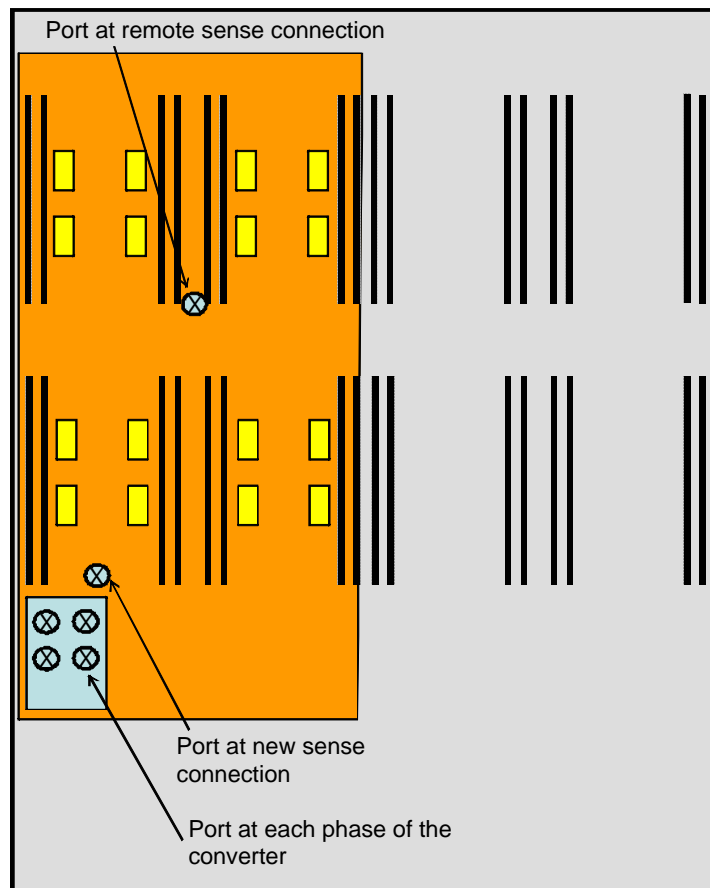 Port at remote sense connection
Port at new sense
connection
Port at each phase of the
converter